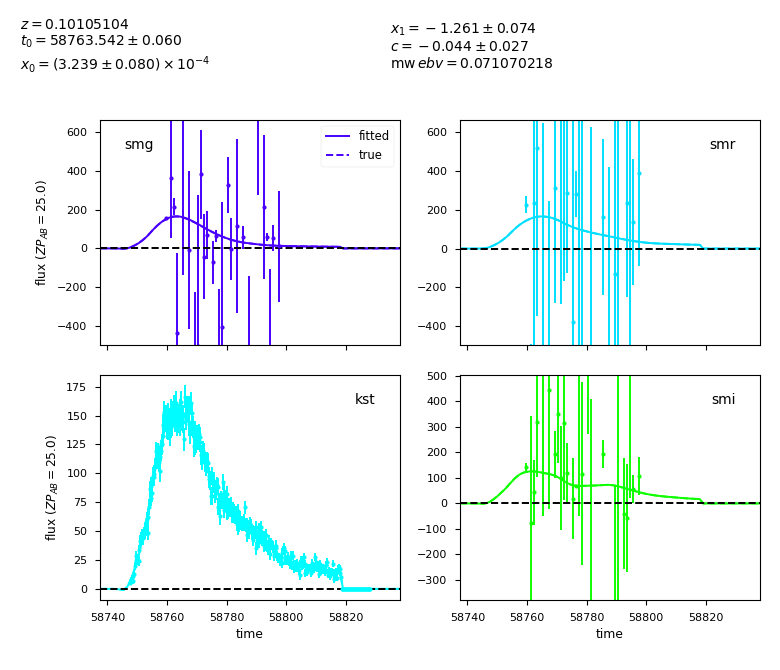 z = 0.10105104
t₀ = 58763.542 ± 0.060
x₀ = (3.239 ± 0.080) × 10⁻⁴
x₁ = −1.261 ± 0.074
c = −0.044 ± 0.027
mw ebv = 0.071070218
smg
fitted
true
600
400
200
0
−200
−400
flux (ZP_AB = 25.0)
smr
600
400
200
0
−200
−400
kst
175
150
125
100
75
50
25
0
flux (ZP_AB = 25.0)
58740 58760 58780 58800 58820
time
smi
500
400
300
200
100
0
−100
−200
−300
58740 58760 58780 58800 58820
time